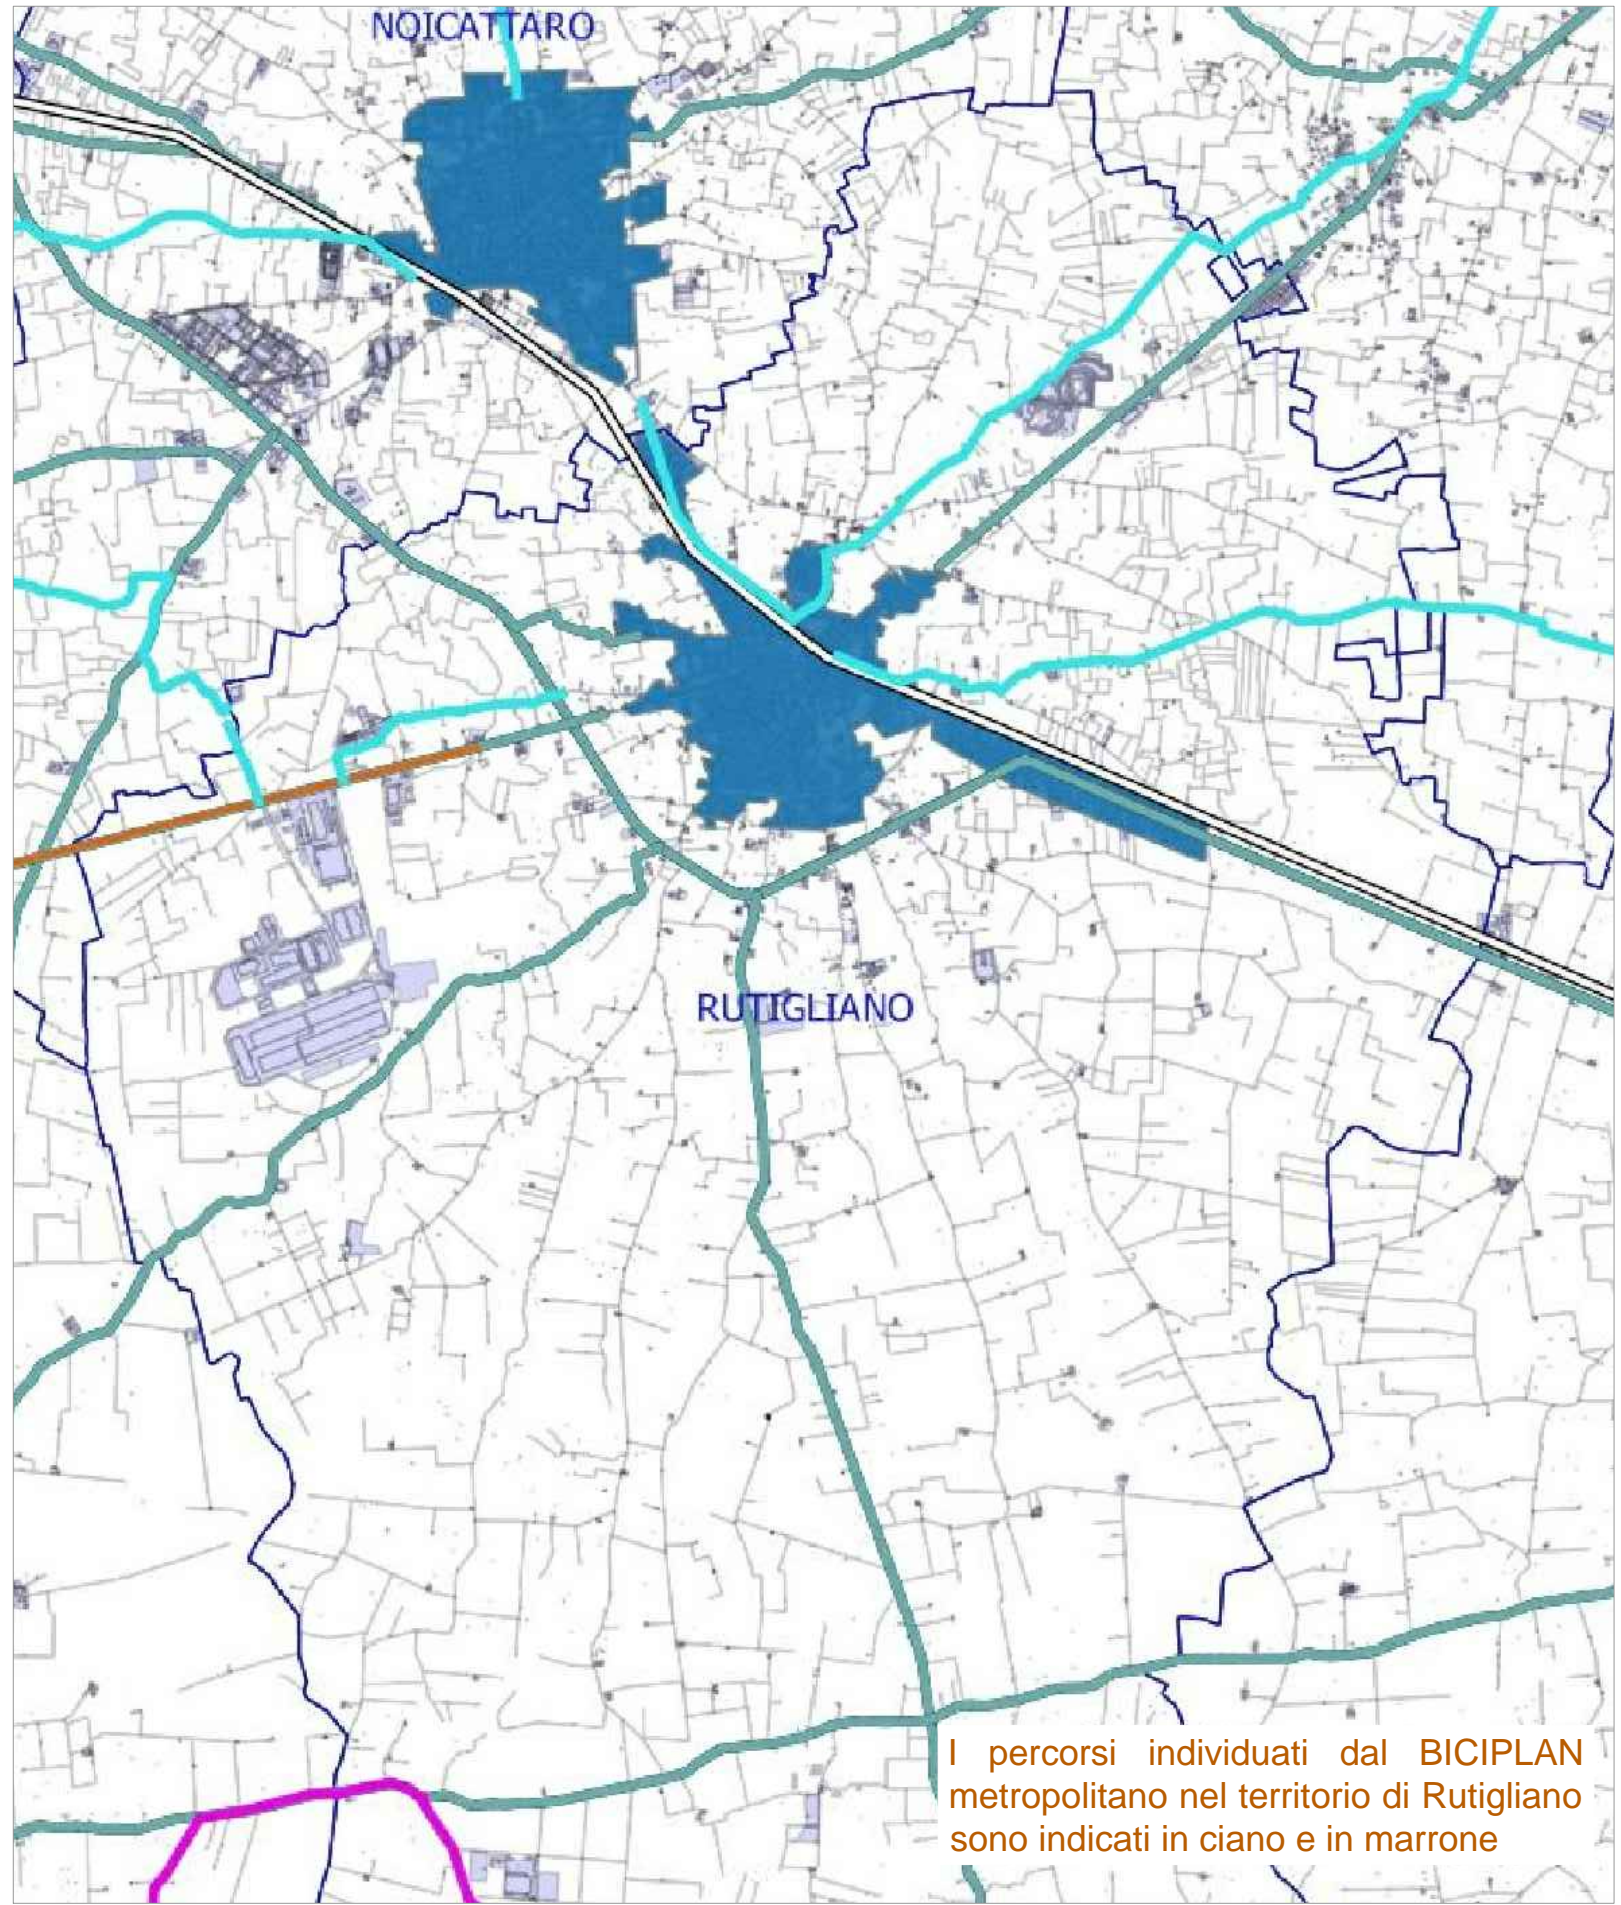 NOICATTARO
RUTIGLIANO
I percorsi individuati dal BICIPLAN
metropolitano nel territorio di Rutigliano
sono indicati in ciano e in marrone